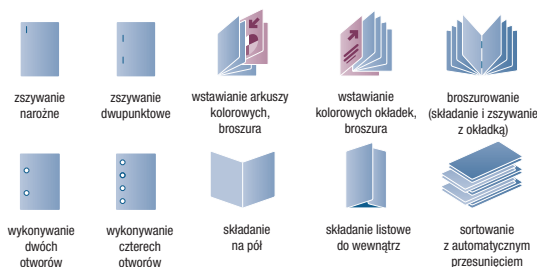 zszywanie
narożne
zszywanie
dwupunktowe
wstawianie arkuszy
kolorowych,
broszura
wstawianie
kolorowych okładek,
broszura
broszurowanie
(składanie i zszywanie
z okładką)
wykonywanie
dwóch
otworów
wykonywanie
czterech
otworów
składanie
na pół
składanie listowe
do wewnątrz
sortowanie
z automatycznym
przesunięciem